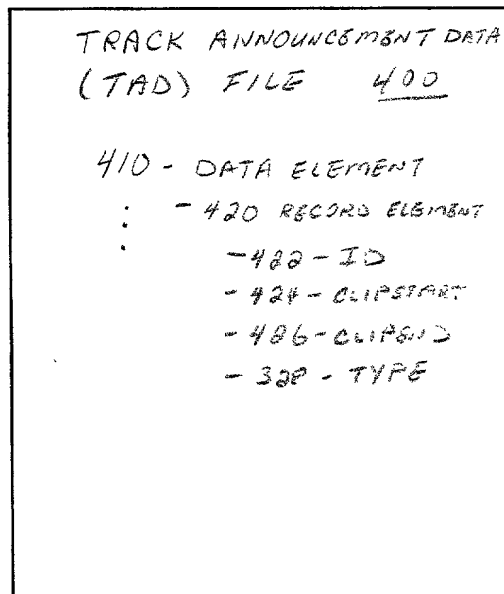 TRACK ANNOUNCEMENT DATA
(TAD) FILE 400
410 - DATA ELEMENT
- 420 RECORD ELEMENT
- 422 - ID
- 424 - CLIPSTART
- 426 - CLIPEND
- 328 - TYPE